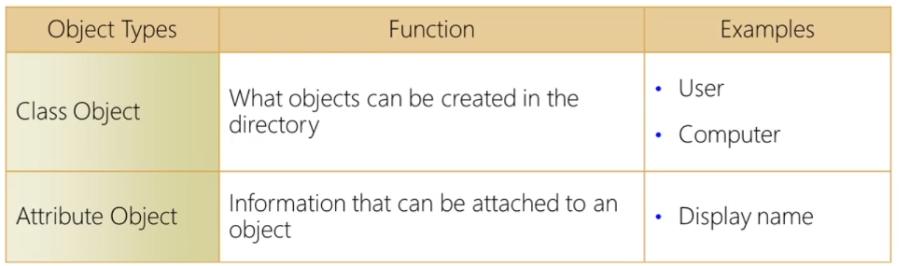 Object Types Function Examples
Class Object
What objects can be created in the
directory
• User
• Computer
Attribute Object
Information that can be attached to an
object
• Display name